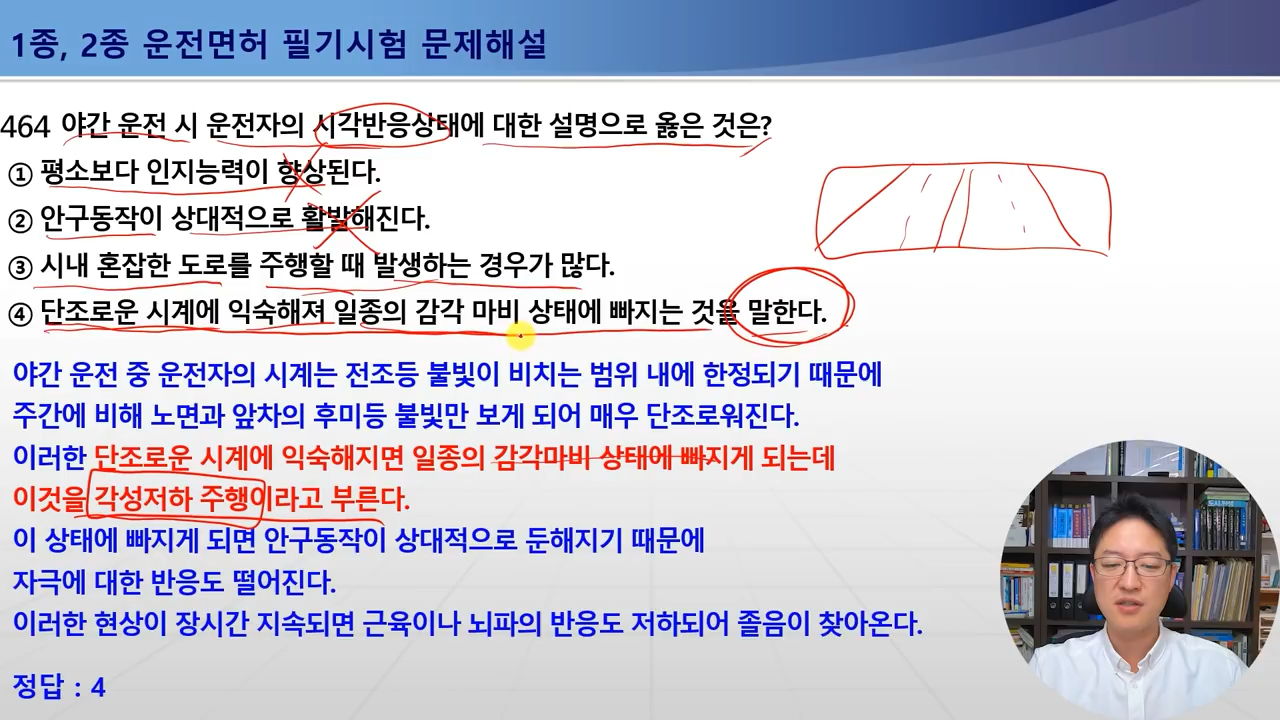 1종, 2종 운전면허 필기시험 문제해설
464 야간 운전 시 운전자의 시각반응상태에 대한 설명으로 옳은 것은?
① 평소보다 인지능력이 향상된다.
② 안구동작이 상대적으로 활발해진다.
③ 시내 혼잡한 도로를 주행할 때 발생하는 경우가 많다.
④ 단조로운 시계에 익숙해져 일종의 감각 마비 상태에 빠지는 것을 말한다.
야간 운전 중 운전자의 시계는 전조등 불빛이 비치는 범위 내에 한정되기 때문에
주간에 비해 노면과 앞차의 후미등 불빛만 보게 되어 매우 단조로워진다.
이러한 단조로운 시계에 익숙해지면 일종의 감각마비 상태에 빠지게 되는데
이것을 각성저하 주행이라고 부른다.
이 상태에 빠지게 되면 안구동작이 상대적으로 둔해지기 때문에
자극에 대한 반응도 떨어진다.
이러한 현상이 장시간 지속되면 근육이나 뇌파의 반응도 저하되어 졸음이 찾아온다.
정답 : 4